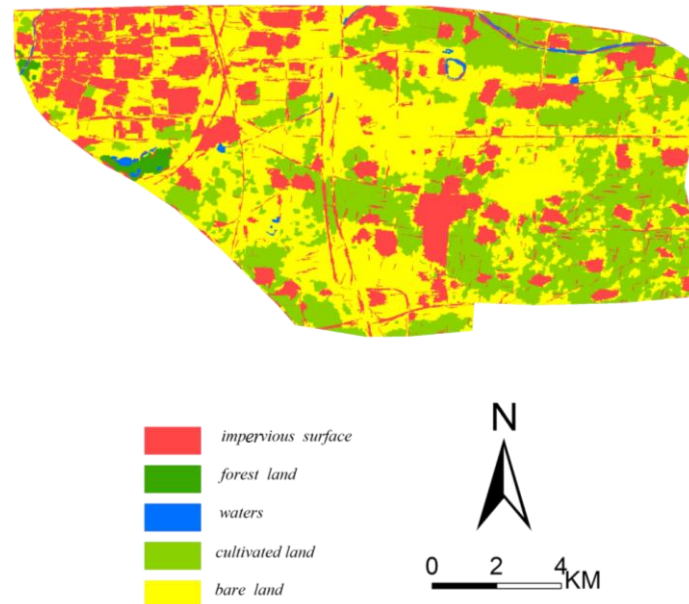 impervious surface
forest land
waters
cultivated land
bare land
N
0 2 4 KM